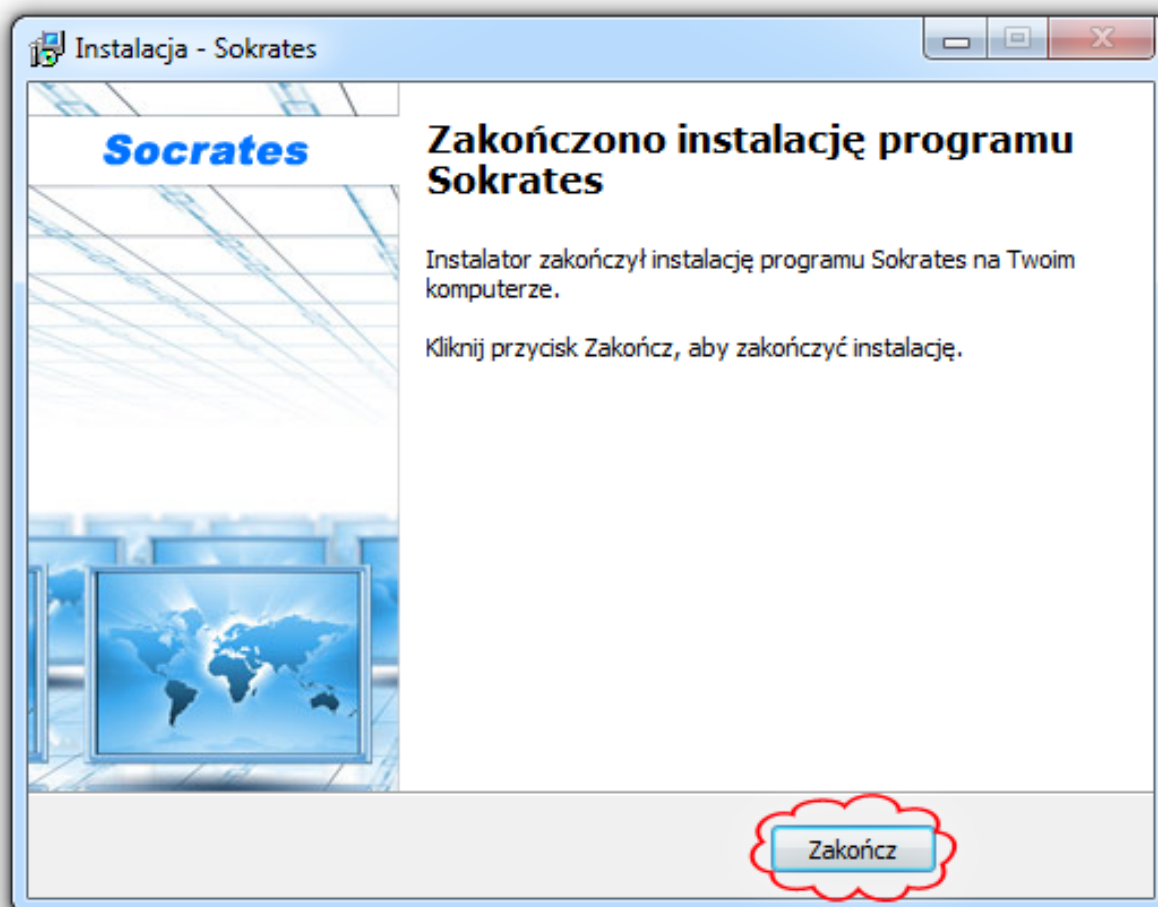 Instalacja - Sokrates
Socrates
Zakończono instalację programu
Sokrates
Instalator zakończył instalację programu Sokrates na Twoim
komputerze.
Kliknij przycisk Zakończ, aby zakończyć instalację.
Zakończ